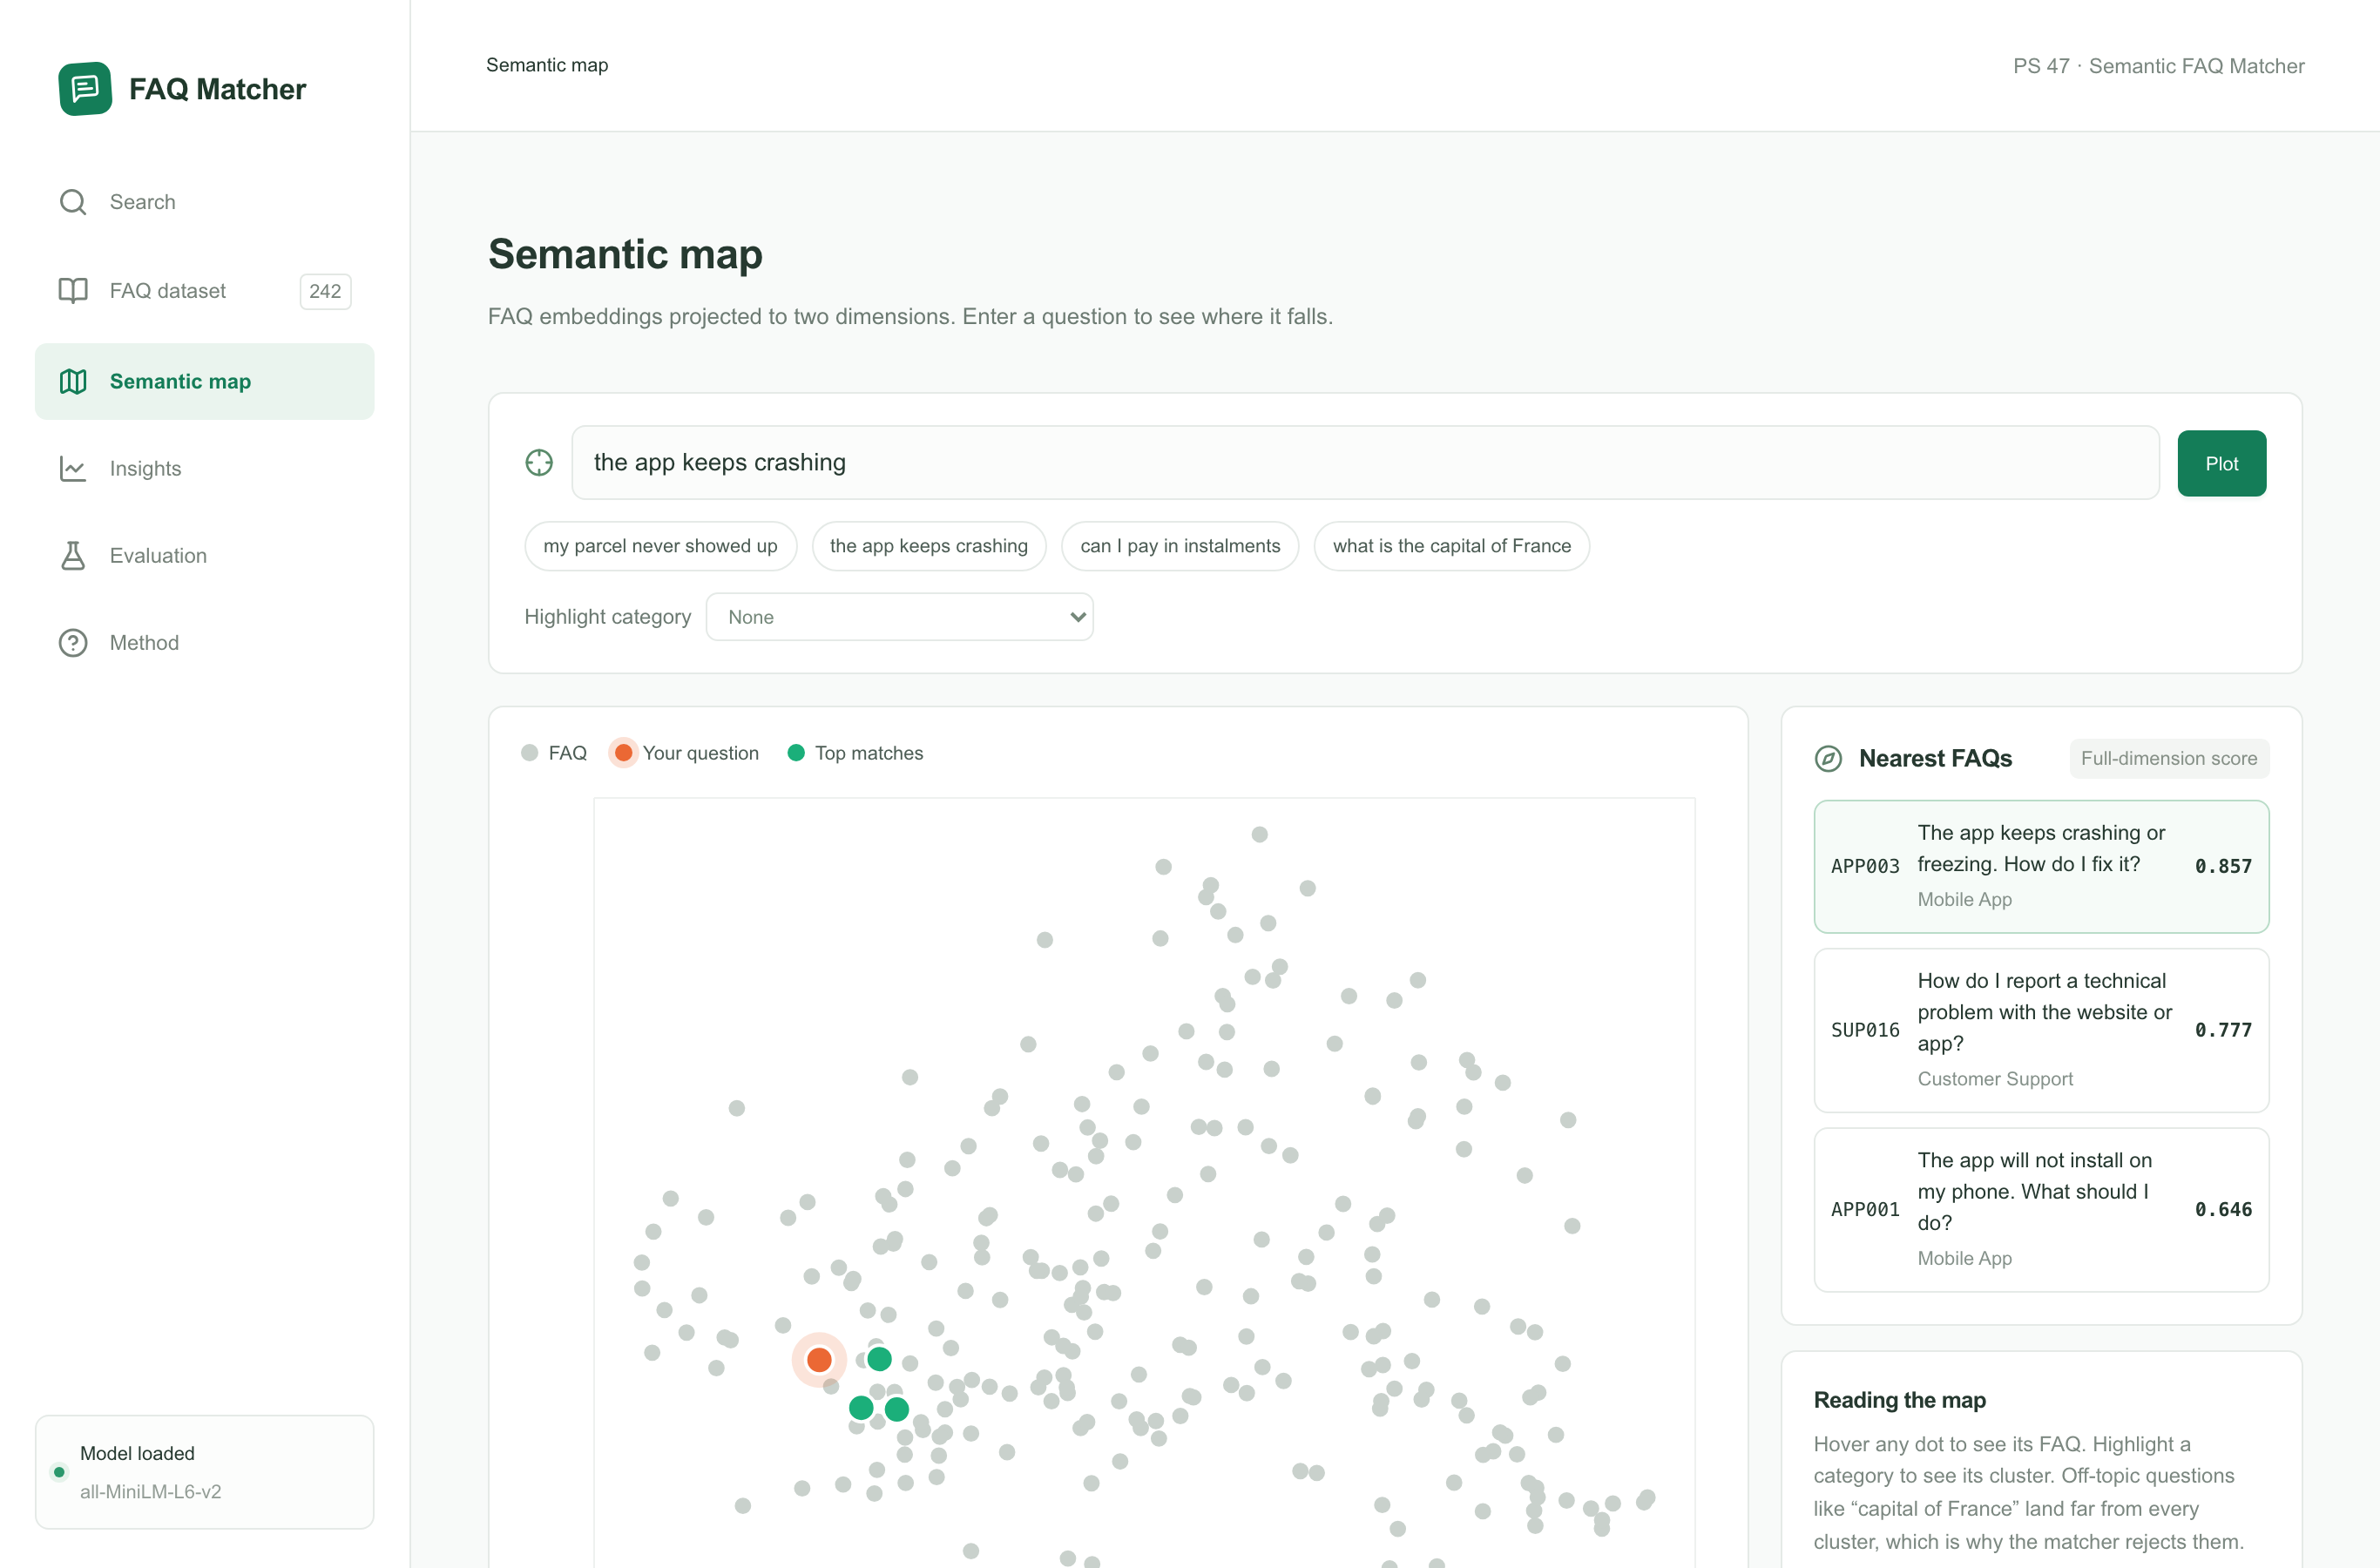 FAQ Matcher
Search
FAQ dataset 242
Semantic map
Insights
Evaluation
Method
Model loaded
all-MiniLM-L6-v2
Semantic map
PS 47 · Semantic FAQ Matcher
Semantic map
FAQ embeddings projected to two dimensions. Enter a question to see where it falls.
the app keeps crashing
Plot
my parcel never showed up
the app keeps crashing
can I pay in instalments
what is the capital of France
Highlight category None
FAQ
Your question
Top matches
Nearest FAQs
Full-dimension score
APP003
The app keeps crashing or
freezing. How do I fix it?
Mobile App
0.857
SUP016
How do I report a technical
problem with the website or
app?
Customer Support
0.777
APP001
The app will not install on
my phone. What should I
do?
Mobile App
0.646
Reading the map
Hover any dot to see its FAQ. Highlight a
category to see its cluster. Off-topic questions
like “capital of France” land far from every
cluster, which is why the matcher rejects them.